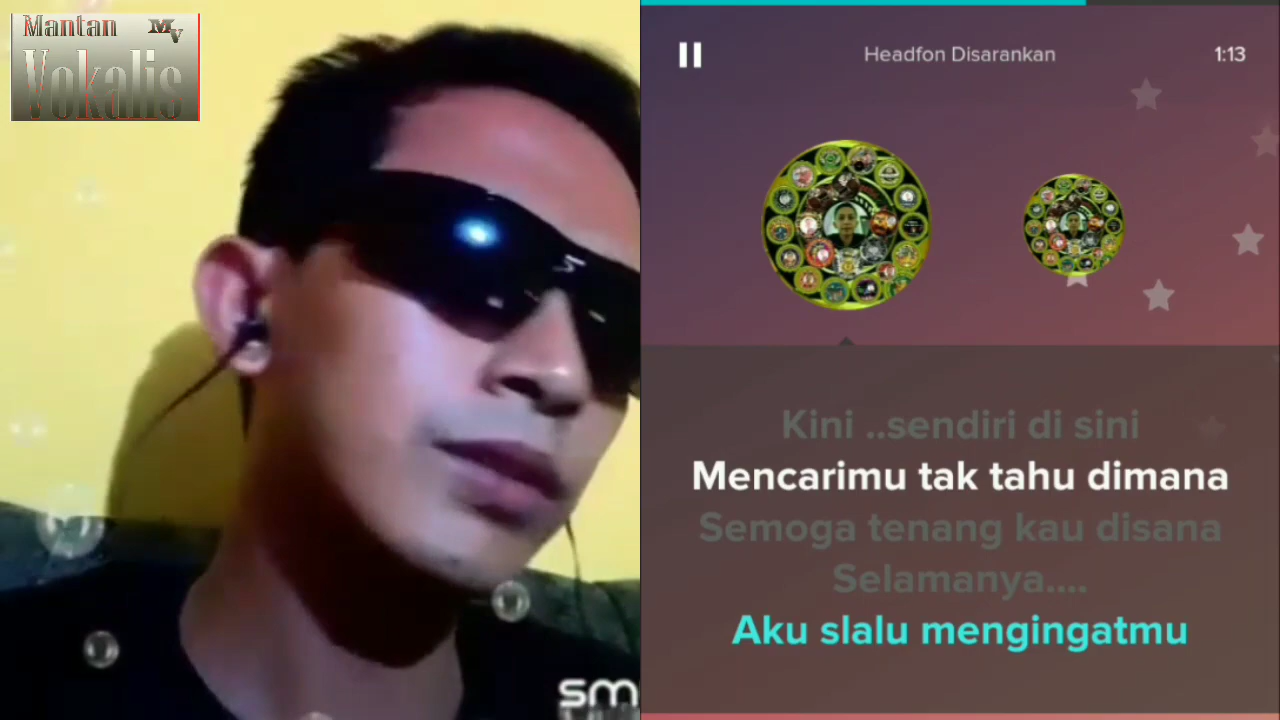 Mantan MV
Vokalis
Headfon Disarankan
1:13
Kini ..sendiri di sini
Mencarimu tak tahu dimana
Semoga tenang kau disana
Selamanya....
Aku slalu mengingatmu